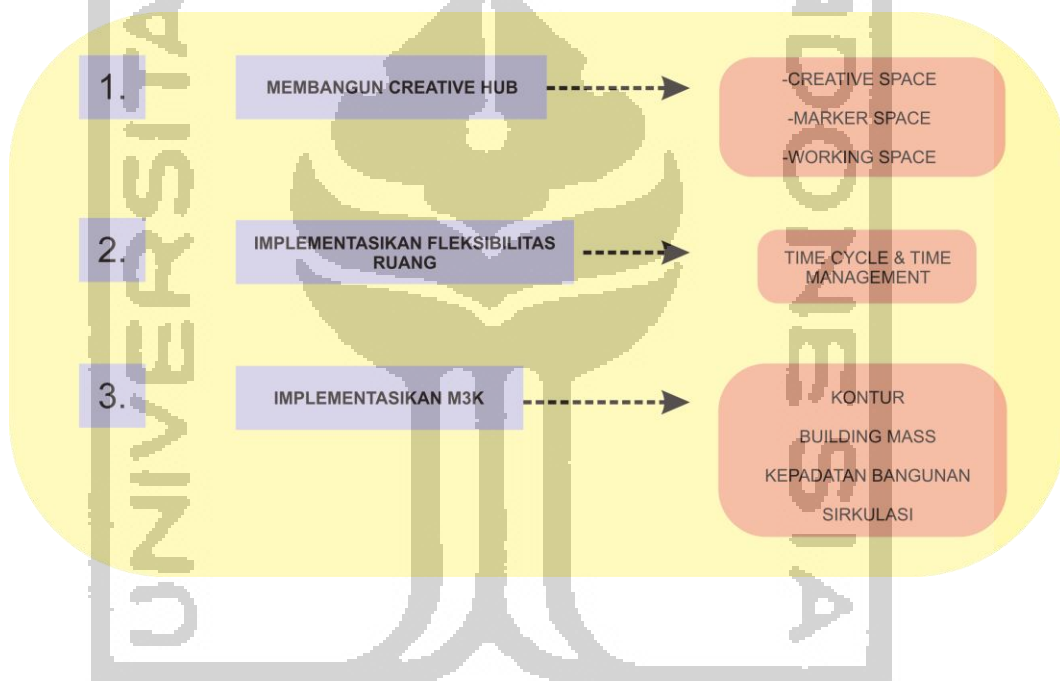 1.
MEMBANGUN CREATIVE HUB
-CREATIVE SPACE
-MARKER SPACE
-WORKING SPACE
2.
IMPLEMENTASIKAN FLEKSIBILITAS
RUANG
TIME CYCLE & TIME
MANAGEMENT
3.
IMPLEMENTASIKAN M3K
KONTUR
BUILDING MASS
KEPADATAN BANGUNAN
SIRKULASI